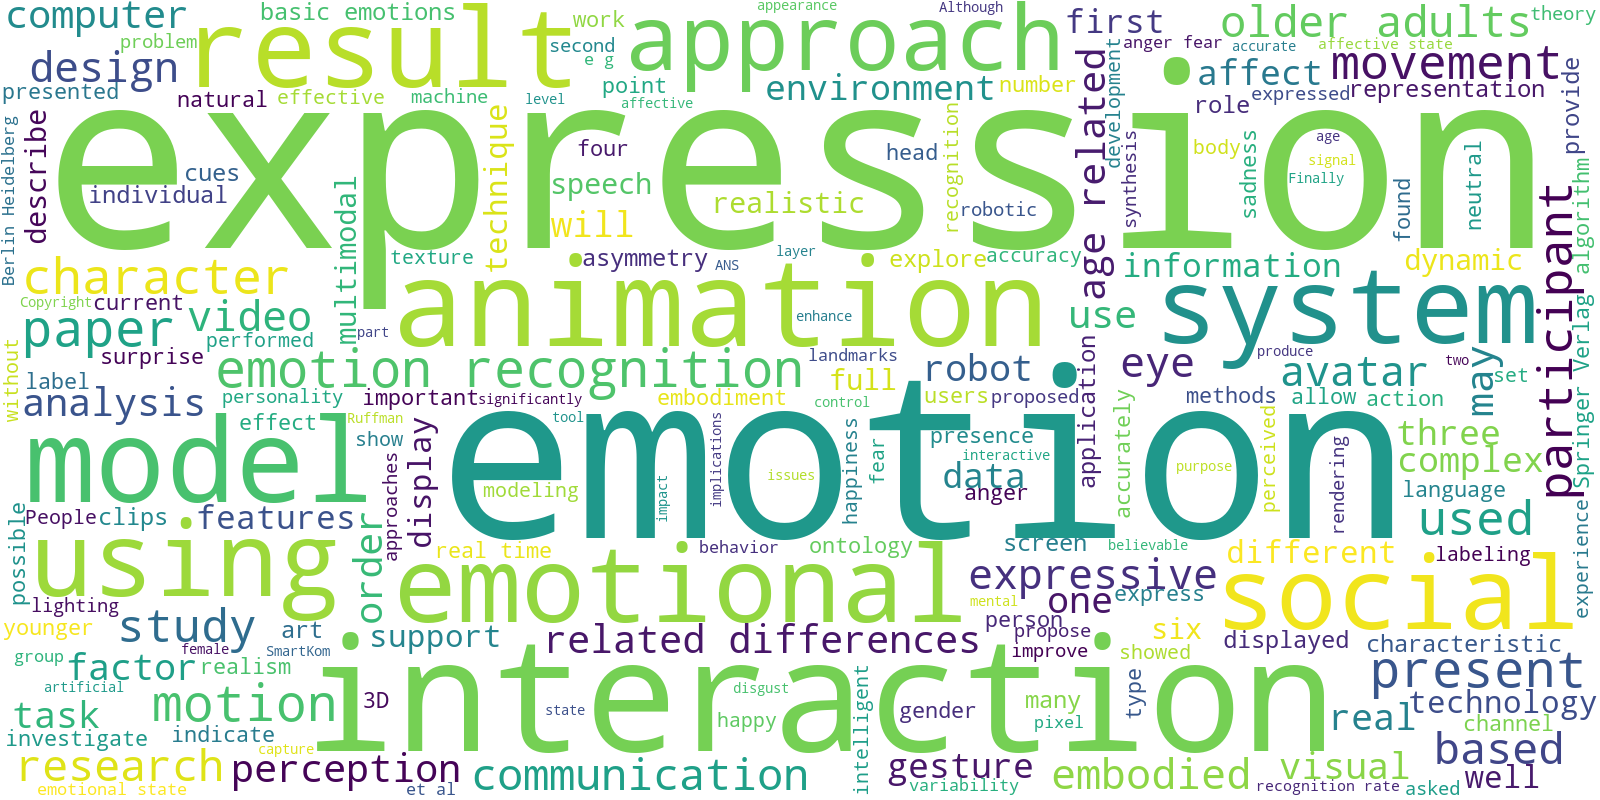 computer
basic emotions
result
work
approach
appearance
Although
first
older adults
theory
problem
second
e g
anger fear
accurate
affective state
design
presented
natural
effective
machine
level
point
affective
environment
number
affect
movement
expressed
representation
role
provide
expression
Berlin Heidelberg
describe
individual
cues
technique
four
speech
will
realistic
head
robotic
recognition
age related
development
synthesis
body
sadness
age
signal
Finally
found
neutral
algorithm
character
Copyright
current
multimodal
texture
asymmetry
ANS
layer
explore
accuracy
information
dynamic
participant
Springer Verlag
paper
video
performed
part
animation
enhance
use
system
surprise
without
label
analysis
personality
emotion recognition
important
significantly
landmarks
full
embodiment
control
robot
users
proposed
application
eye
produce
two
avatar
methods
allow
action
may
set
model
effect
Ruffman
show
approaches
display
tool
emotion
modeling
impact
implications
issues
happiness
fear
presence
interactive
data
anger
accurately
purpose
perceived
rendering
three
complex
language
used
possible
People
clips
features
using
order
real time
behavior
ontology
screen
believable
different
labeling
experience
lighting
emotional
mental
expressive
one
express
social
younger
study
art
support
female
SmartKom
related differences
person
propose
improve
six
showed
displayed
characteristic
group
factor
realism
artificial
motion
3D
interaction
disgust
state
happy
intelligent
gender
many
pixel
type
present
technology
real
channel
task
investigate
indicate
capture
research
perception
emotional state
et al
communication
gesture
variability
embodied
visual
recognition rate
based
well
asked